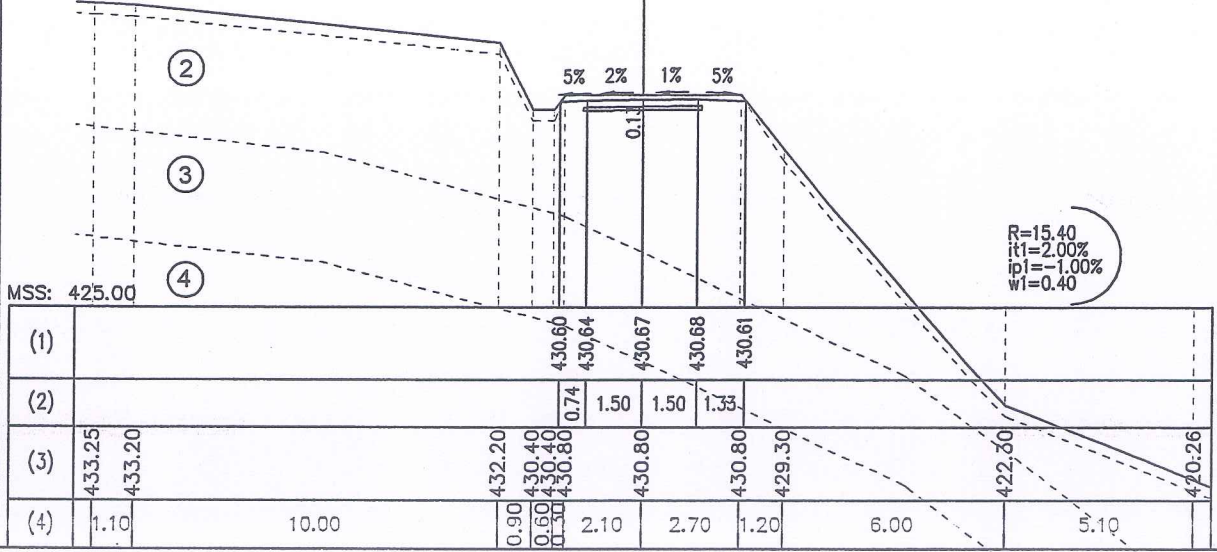 5% 2% 1% 5%
2
0.13
3
R=15.40
it1=2.00%
ip1=-1.00%
w1=0.40
4
MSS: 425.00
(1) 430.60 430.64 430.67 430.68 430.61
(2) 0.74 1.50 1.50 1.33
(3) 433.25 433.20 432.20 430.40 430.40 430.80 430.80 430.80 429.30 422.30 420.26
(4) 1.10 10.00 0.90 0.60 0.30 2.10 2.70 1.20 6.00 5.10